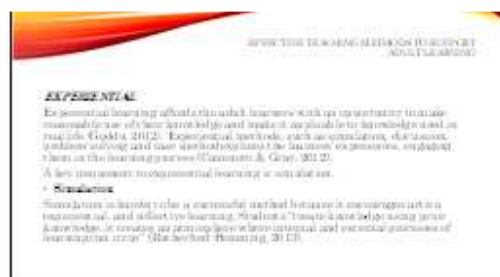 EFFECTIVE TEACHING METHODS TO SUPPORT
ADULT LEARNING
EXPERIENTIAL
Experiential learning affords the adult learners with an opportunity to make
reasonable use of their knowledge and make it applicable to knowledge used in
real life (2012). Experiential methods, such as simulation, discussion,
problem solving and case methods explore the learners' experiences, engaging
them in the learning process (& Gray, 2012).
A key component to experiential learning is simulation.
• Simulation
Simulation is known to be a successful method because it encourages active,
experiential, and reflective learning. Students "create knowledge using prior
knowledge, it creates an atmosphere where internal and external processes of
learning can occur" (Rutherford-Hemming, 2012).